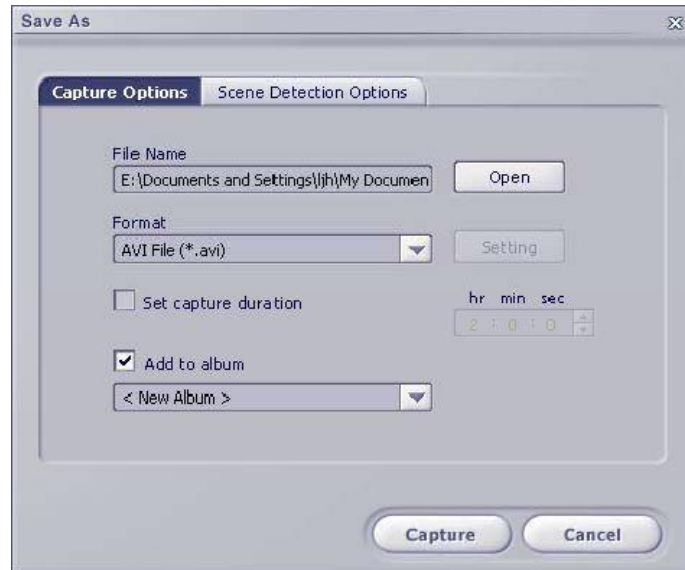 Save As
Capture Options Scene Detection Options
File Name
E:\Documents and Settings\ljh\My Documen Open
Format
AVI File (*.avi) Setting
Set capture duration hr min sec
2 : 0 : 0
Add to album
< New Album >
Capture Cancel